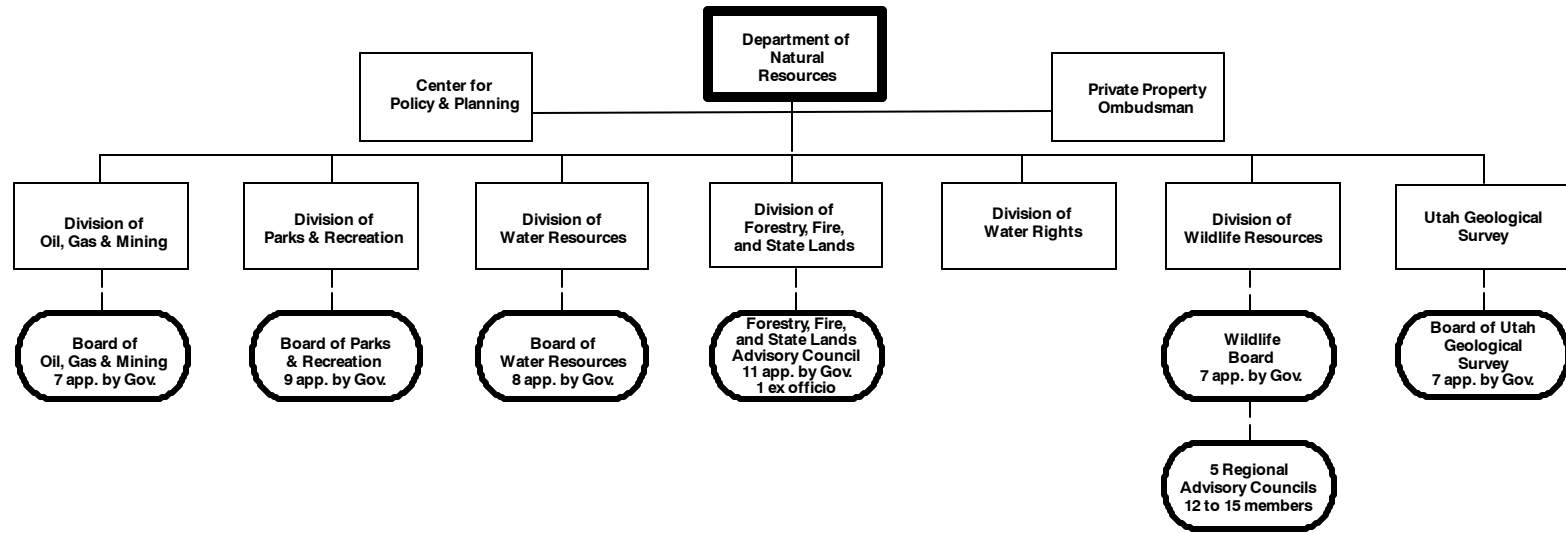 Department of
Natural
Resources
Center for
Policy & Planning
Private Property
Ombudsman
Division of
Oil, Gas & Mining
Division of
Parks & Recreation
Division of
Water Resources
Division of
Forestry, Fire,
and State Lands
Division of
Water Rights
Division of
Wildlife Resources
Utah Geological
Survey
Board of
Oil, Gas & Mining
7 app. by Gov.
Board of Parks
& Recreation
9 app. by Gov.
Board of
Water Resources
8 app. by Gov.
Forestry, Fire,
and State Lands
Advisory Council
11 app. by Gov.
1 ex officio
Wildlife
Board
7 app. by Gov.
Board of Utah
Geological
Survey
7 app. by Gov.
5 Regional
Advisory Councils
12 to 15 members